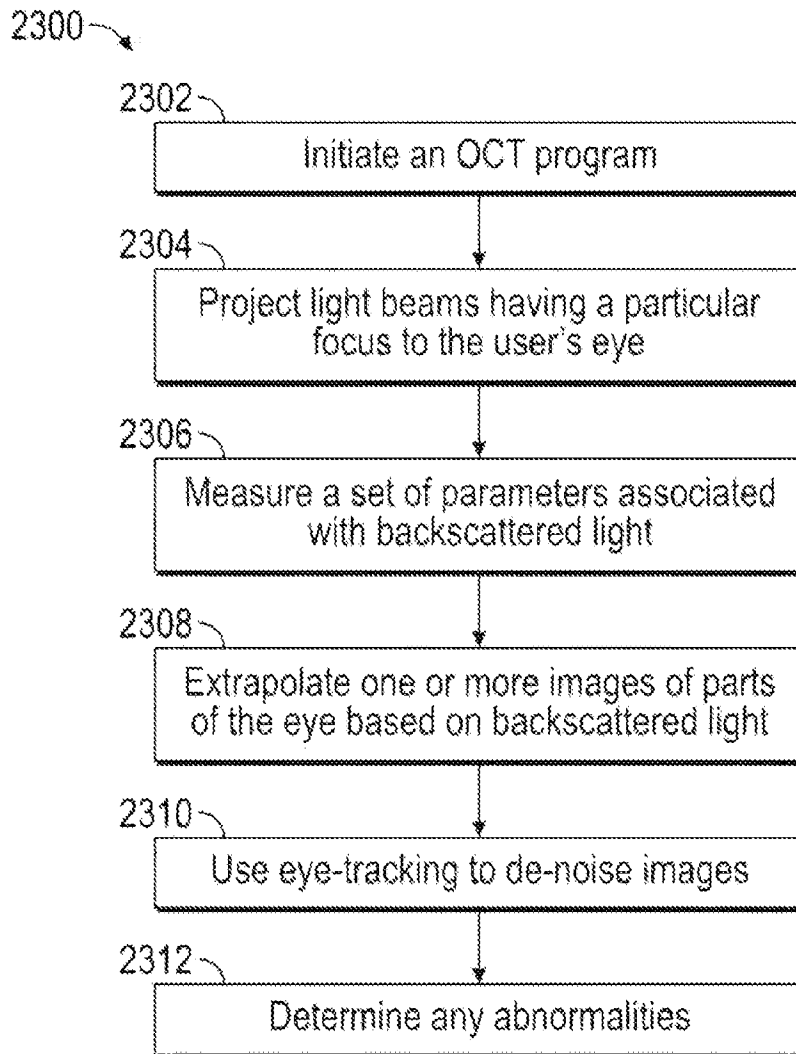 2300
2302
Initiate an OCT program
2304
Project light beams having a particular
focus to the user's eye
2306
Measure a set of parameters associated
with backscattered light
2308
Extrapolate one or more images of parts
of the eye based on backscattered light
2310
Use eye-tracking to de-noise images
2312
Determine any abnormalities